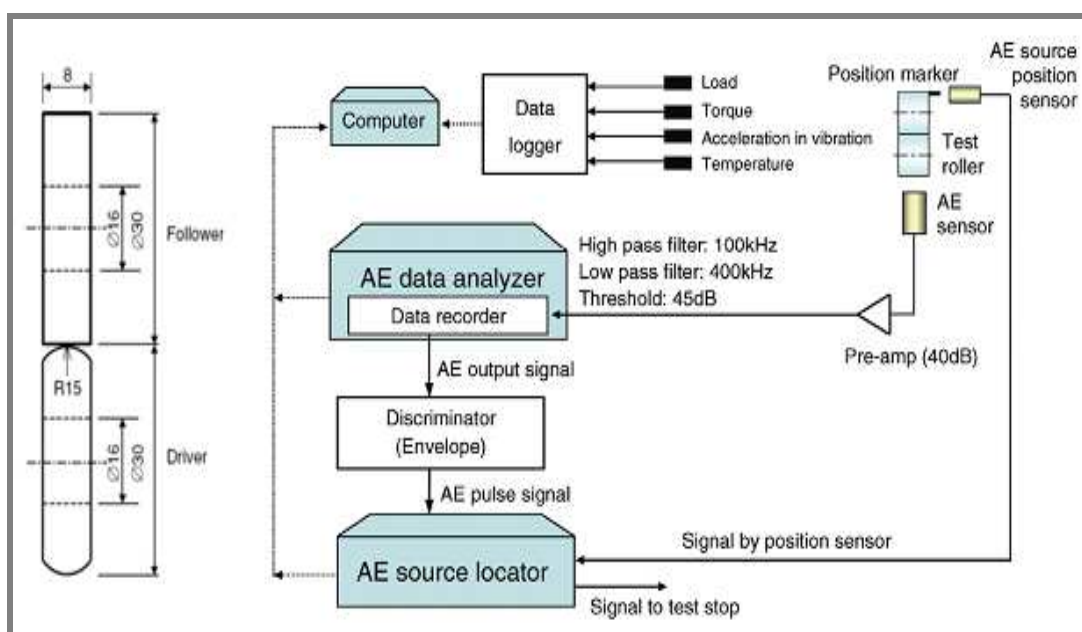 8
∅16
∅30
Follower
R15
∅16
∅30
Driver
Computer
Data
logger
Load
Torque
Acceleration in vibration
Temperature
Position marker
AE source
position
sensor
Test
roller
AE
sensor
AE data analyzer
Data recorder
High pass filter: 100kHz
Low pass filter: 400kHz
Threshold: 45dB
Pre-amp (40dB)
AE output signal
Discriminator
(Envelope)
AE pulse signal
AE source locator
Signal by position sensor
Signal to test stop